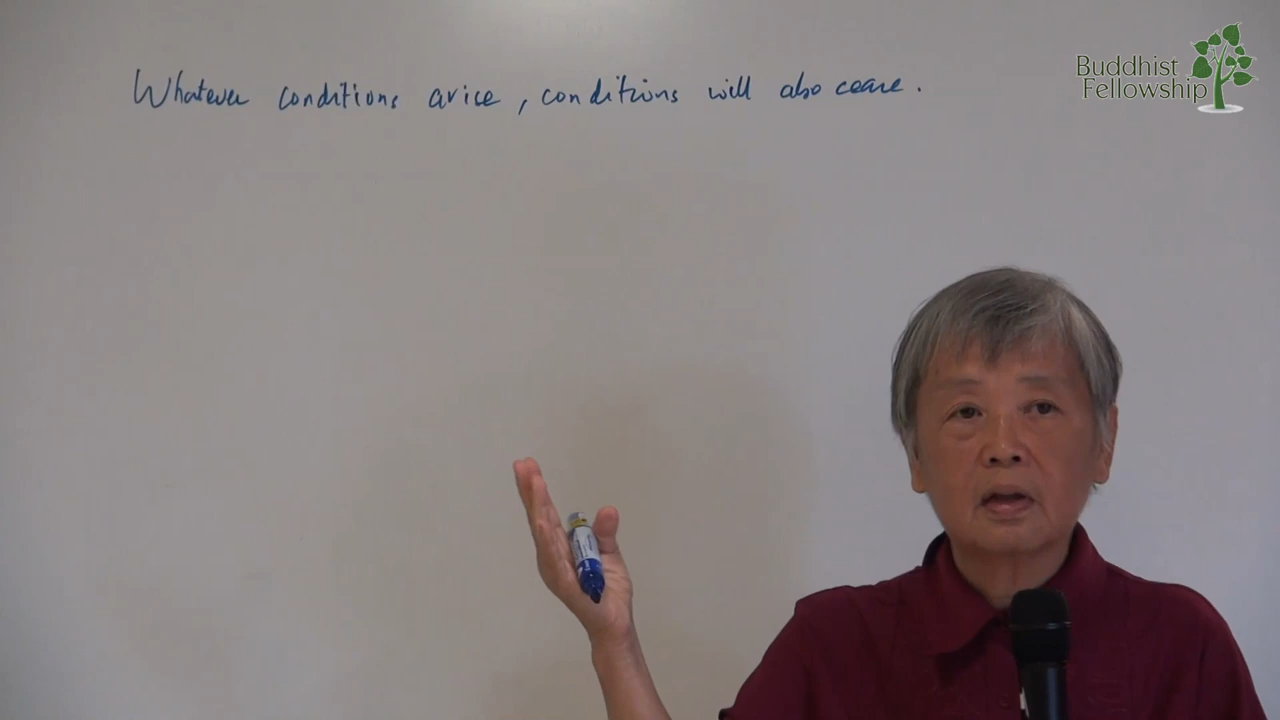 Whatever conditions arise, conditions will also cease.
Buddhist
Fellowship